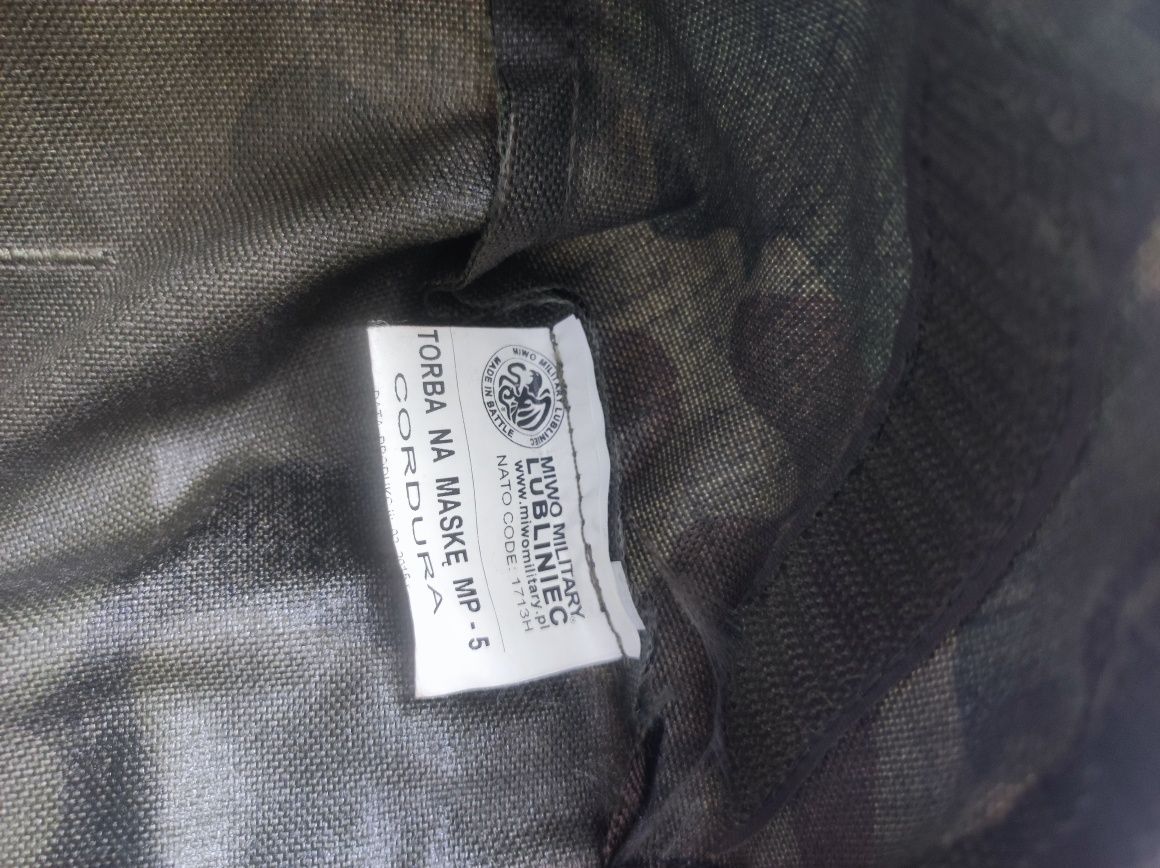 MIWO MILITARY LUBLINIEC
MADE IN BATTLE
MIWO MILITARY
LUBLINIEC
www.miwomilitary.pl
NATO CODE: 1713H
TORBA NA MASKĘ MP - 5
CORDURA